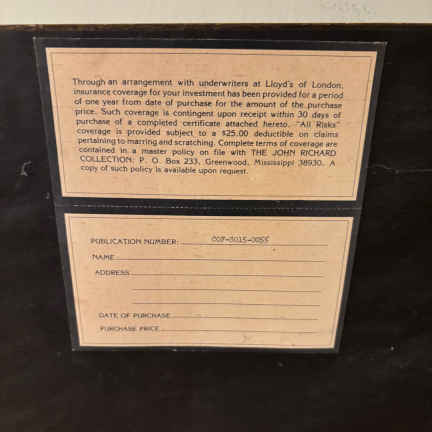 Through an arrangement with underwriters at Lloyd's of London,
insurance coverage for your investment has been provided for a period
of one year from date of purchase for the amount of the purchase
price. Such coverage is contingent upon receipt within 30 days of
purchase of a completed certificate attached hereto. "All Risks"
coverage is provided subject to a $25.00 deductible on claims
pertaining to marring and scratching. Complete terms of coverage are
contained in a master policy on file with THE JOHN RICHARD
COLLECTION; P. O. Box 233, Greenwood, Mississippi 38930. A
copy of such policy is available upon request.
PUBLICATION NUMBER:
NAME
ADDRESS
DATE OF PURCHASE
PURCHASE PRICE